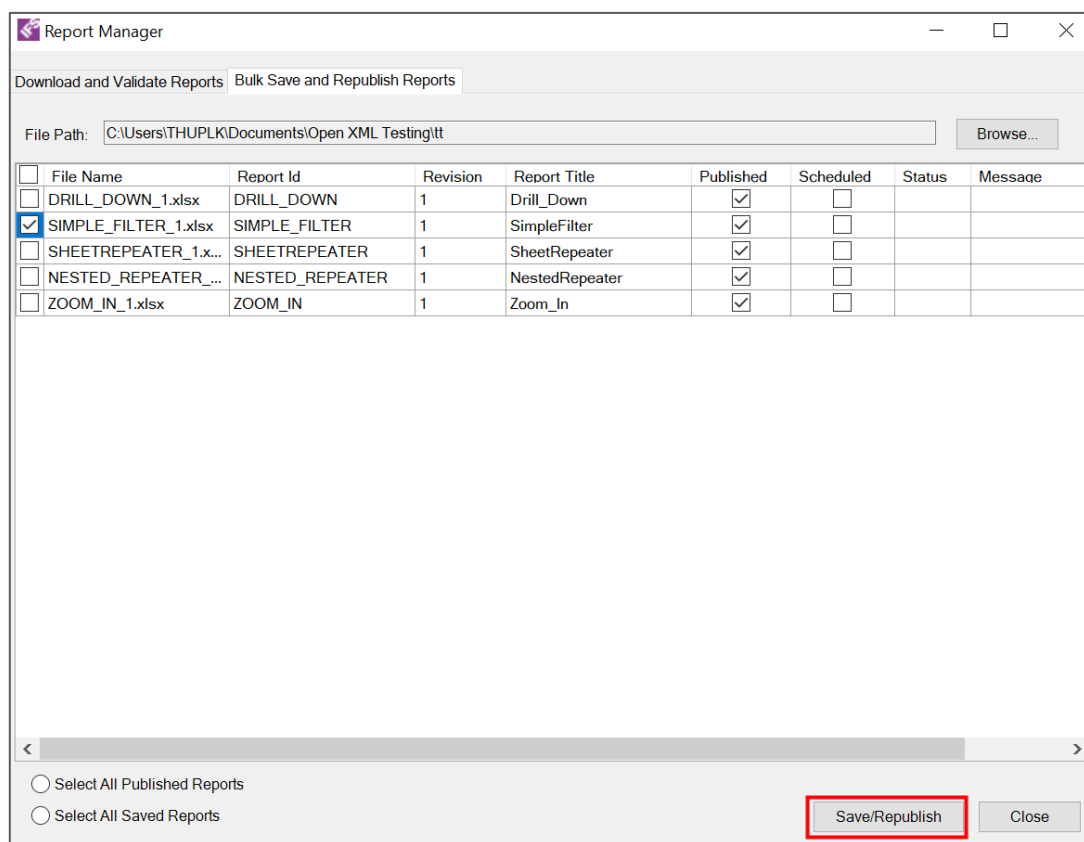 Report Manager
Download and Validate Reports Bulk Save and Republish Reports
File Path: C:\Users\THUPLK\Documents\Open XML Testing\tt Browse...
File Name Report Id Revision Report Title Published Scheduled Status Message
DRILL_DOWN_1.xlsx DRILL_DOWN 1 Drill_Down
SIMPLE_FILTER_1.xlsx SIMPLE_FILTER 1 SimpleFilter
SHEETREPEATER_1.x... SHEETREPEATER 1 SheetRepeater
NESTED_REPEATER_... NESTED_REPEATER 1 NestedRepeater
ZOOM_IN_1.xlsx ZOOM_IN 1 Zoom_In
Select All Published Reports
Select All Saved Reports Save/Republish Close